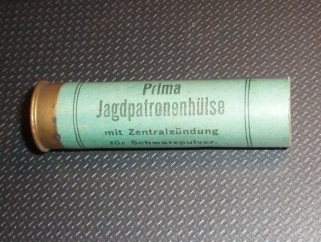 Prima
Jagdpatronenhülse
mit Zentralzündung
für Schwarzpulver.